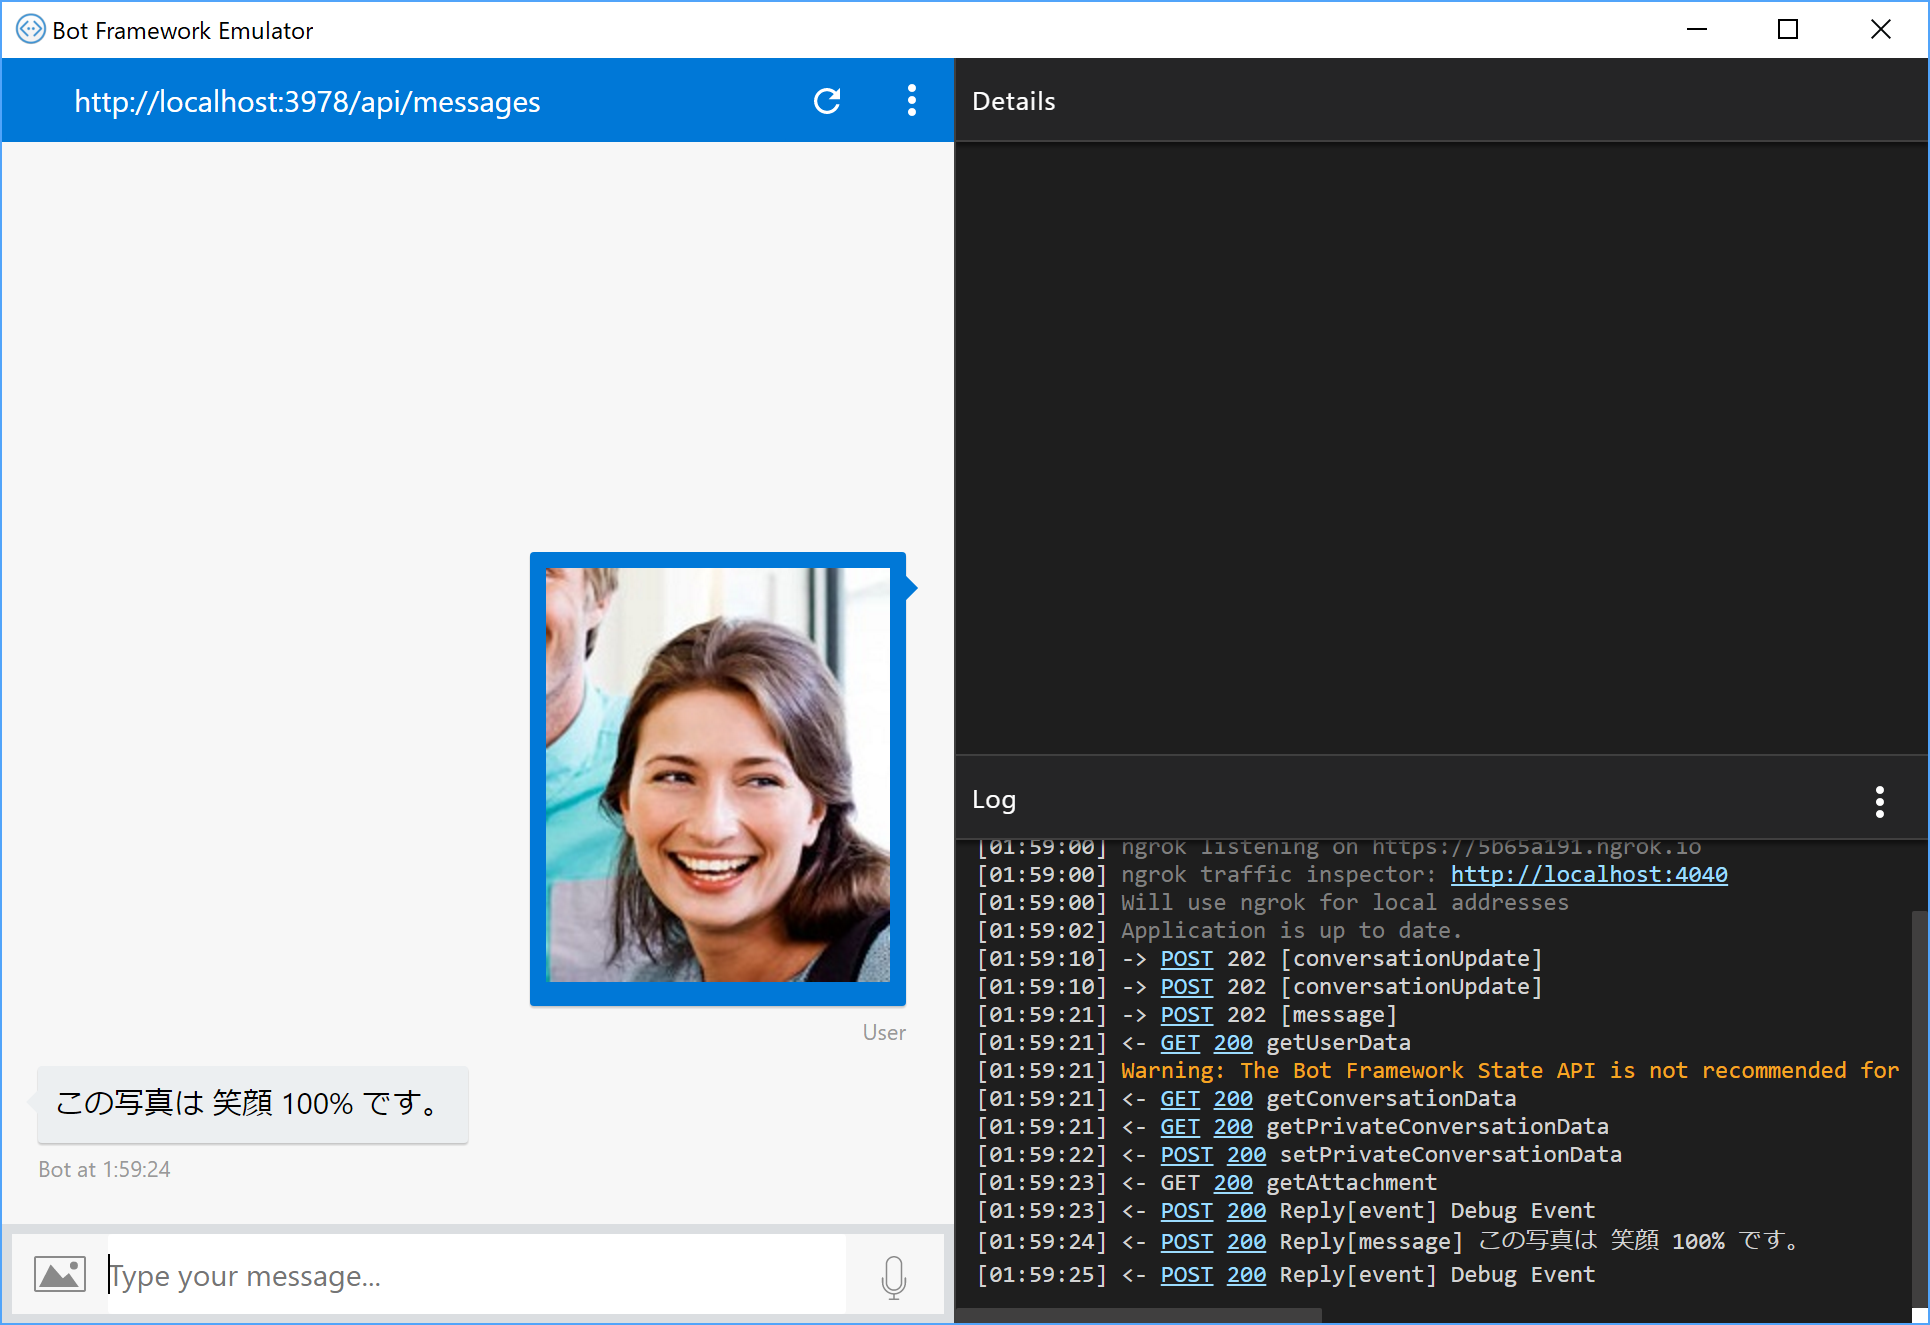 Bot Framework Emulator
http://localhost:3978/api/messages
User
この写真は 笑顔 100% です。
Bot at 1:59:24
Type your message...
Details
Log
[01:59:00] ngrok listening on https://5b65a191.ngrok.io
[01:59:00] ngrok traffic inspector: http://localhost:4040
[01:59:00] Will use ngrok for local addresses
[01:59:02] Application is up to date.
[01:59:10] -> POST 202 [conversationUpdate]
[01:59:10] -> POST 202 [conversationUpdate]
[01:59:21] -> POST 202 [message]
[01:59:21] <- GET 200 getUserData
[01:59:21] Warning: The Bot Framework State API is not recommended for
[01:59:21] <- GET 200 getConversationData
[01:59:21] <- GET 200 getPrivateConversationData
[01:59:22] <- POST 200 setPrivateConversationData
[01:59:23] <- GET 200 getAttachment
[01:59:23] <- POST 200 Reply[event] Debug Event
[01:59:24] <- POST 200 Reply[message] この写真は 笑顔 100% です。
[01:59:25] <- POST 200 Reply[event] Debug Event